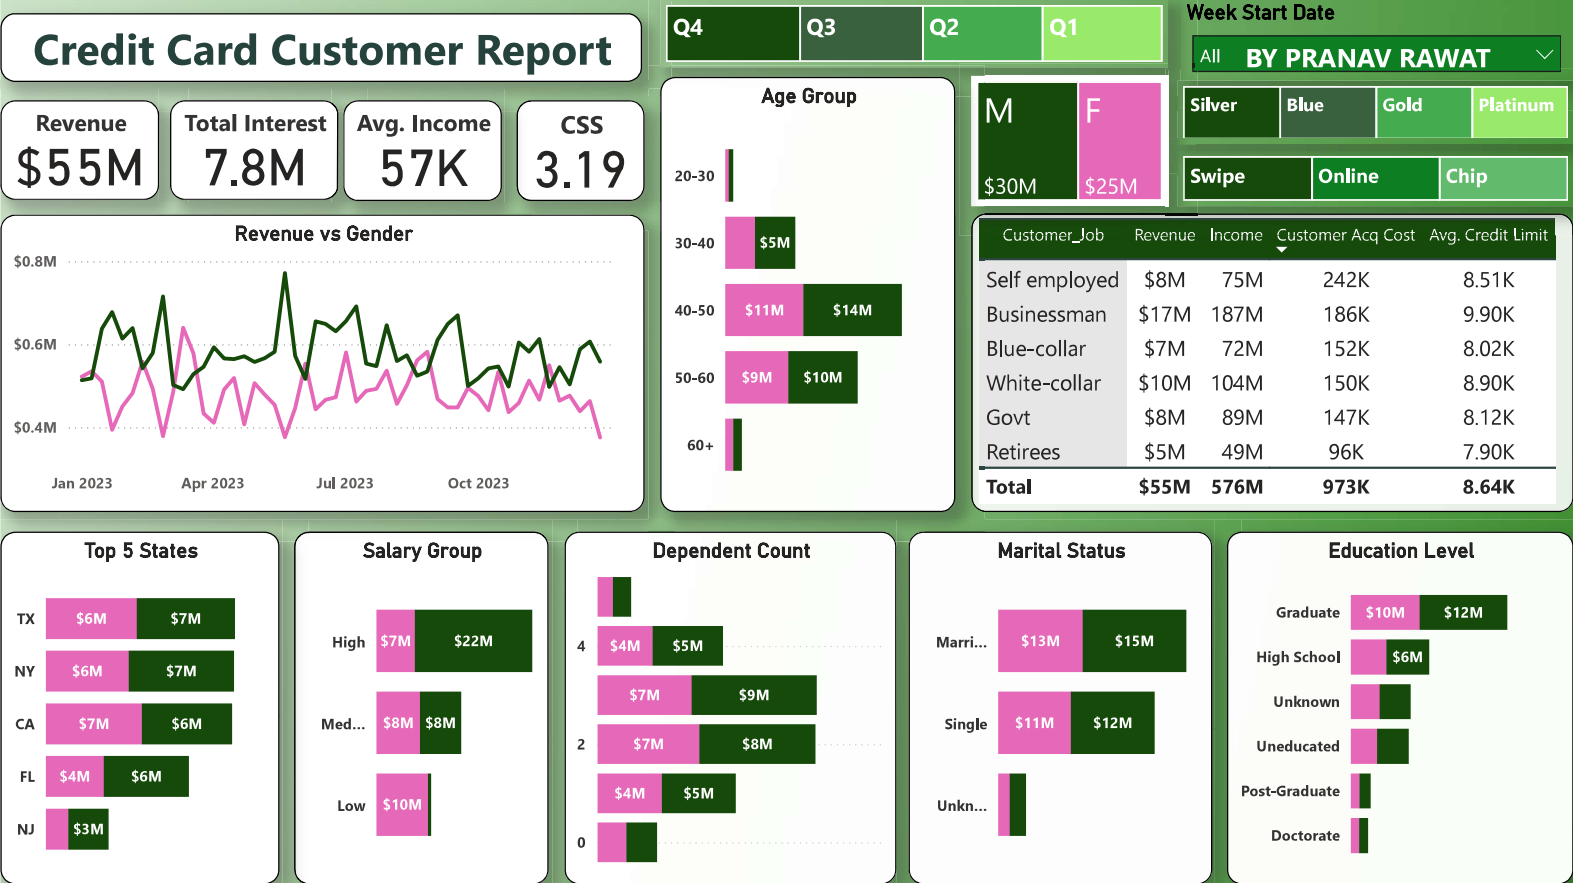 Credit Card Customer Report
Q4 Q3 Q2 Q1
Week Start Date
All BY PRANAV RAWAT
Revenue
$55M
Total Interest
7.8M
Avg. Income
57K
CSS
3.19
Age Group
20-30
30-40 $5M
40-50 $11M $14M
50-60 $9M $10M
60+
M
$30M
F
$25M
Silver Blue Gold Platinum
Swipe Online Chip
Revenue vs Gender
$0.8M
$0.6M
$0.4M
Jan 2023 Apr 2023 Jul 2023 Oct 2023
Customer_Job Revenue Income Customer Acq Cost Avg. Credit Limit
Self employed $8M 75M 242K 8.51K
Businessman $17M 187M 186K 9.90K
Blue-collar $7M 72M 152K 8.02K
White-collar $10M 104M 150K 8.90K
Govt $8M 89M 147K 8.12K
Retirees $5M 49M 96K 7.90K
Total $55M 576M 973K 8.64K
Top 5 States
TX $6M $7M
NY $6M $7M
CA $7M $6M
FL $4M $6M
NJ $3M
Salary Group
High $7M $22M
Med... $8M $8M
Low $10M
Dependent Count
4 $4M $5M
$7M $9M
2 $7M $8M
$4M $5M
0
Marital Status
Marri... $13M $15M
Single $11M $12M
Unkn...
Education Level
Graduate $10M $12M
High School $6M
Unknown
Uneducated
Post-Graduate
Doctorate